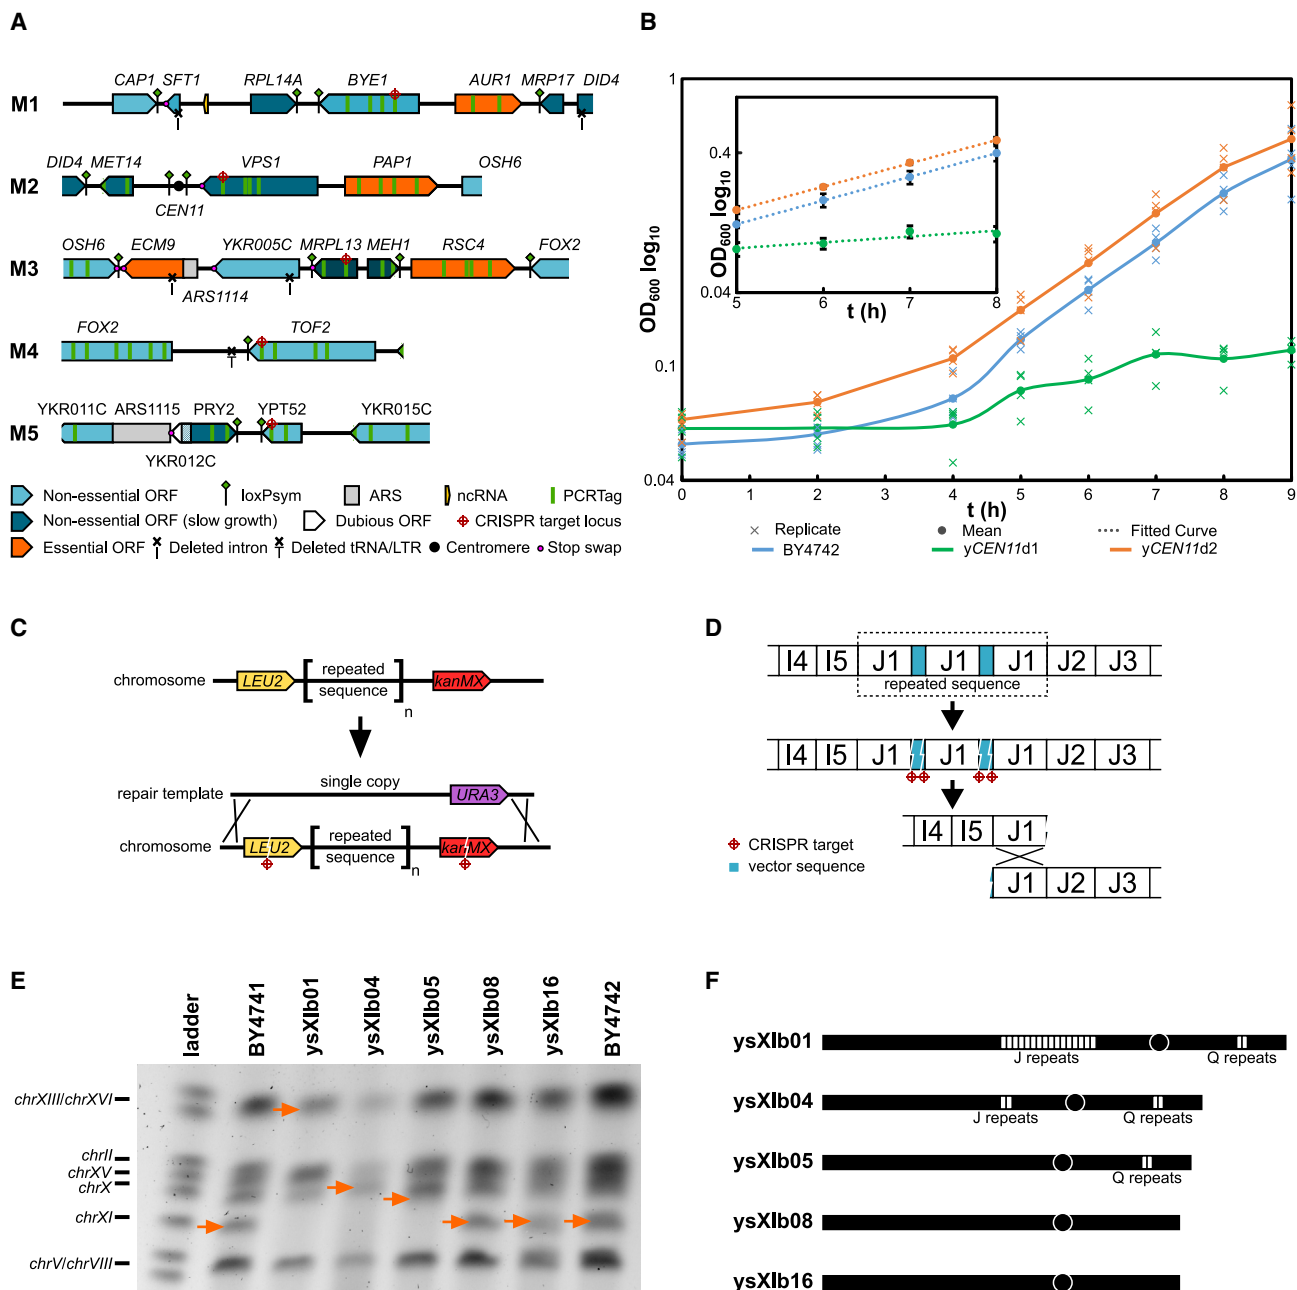 A
CAP1 SFT1 RPL14A BYE1 AUR1 MRP17 DID4
M1
DID4 MET14 VPS1 PAP1 OSH6
M2
CEN11
OSH6 ECM9 YKR005C MRPL13 MEH1 RSC4 FOX2
M3
ARS1114
FOX2 TOF2
M4
YKR011C ARS1115 PRY2 YPT52 YKR015C
M5
YKR012C
Non-essential ORF loxPsym ARS ncRNA PCRTag
Non-essential ORF (slow growth) Dubious ORF CRISPR target locus
Essential ORF Deleted intron Deleted tRNA/LTR Centromere Stop swap
B
OD600 log10
1
0.1
0.04
0 1 2 3 4 5 6 7 8 9
t (h)
OD600 log10
0.4
0.04
5 6 7 8
t (h)
Replicate Mean Fitted Curve
BY4742 yCEN11d1 yCEN11d2
C
chromosome LEU2 [ repeated sequence ] n kanMX
single copy
repair template URA3
chromosome LEU2 [ repeated sequence ] n kanMX
CRISPR target
D
I4 I5 J1 J1 J1 J2 J3
repeated sequence
I4 I5 J1 J1 J1 J2 J3
I4 I5 J1
CRISPR target
vector sequence
J1 J2 J3
E
ladder BY4741 ysXIb01 ysXIb04 ysXIb05 ysXIb08 ysXIb16 BY4742
chrXIII/chrXVI
chrII
chrXV
chrX
chrXI
chrV/chrVIII
F
ysXIb01
J repeats Q repeats
ysXIb04
J repeats Q repeats
ysXIb05
Q repeats
ysXIb08
ysXIb16